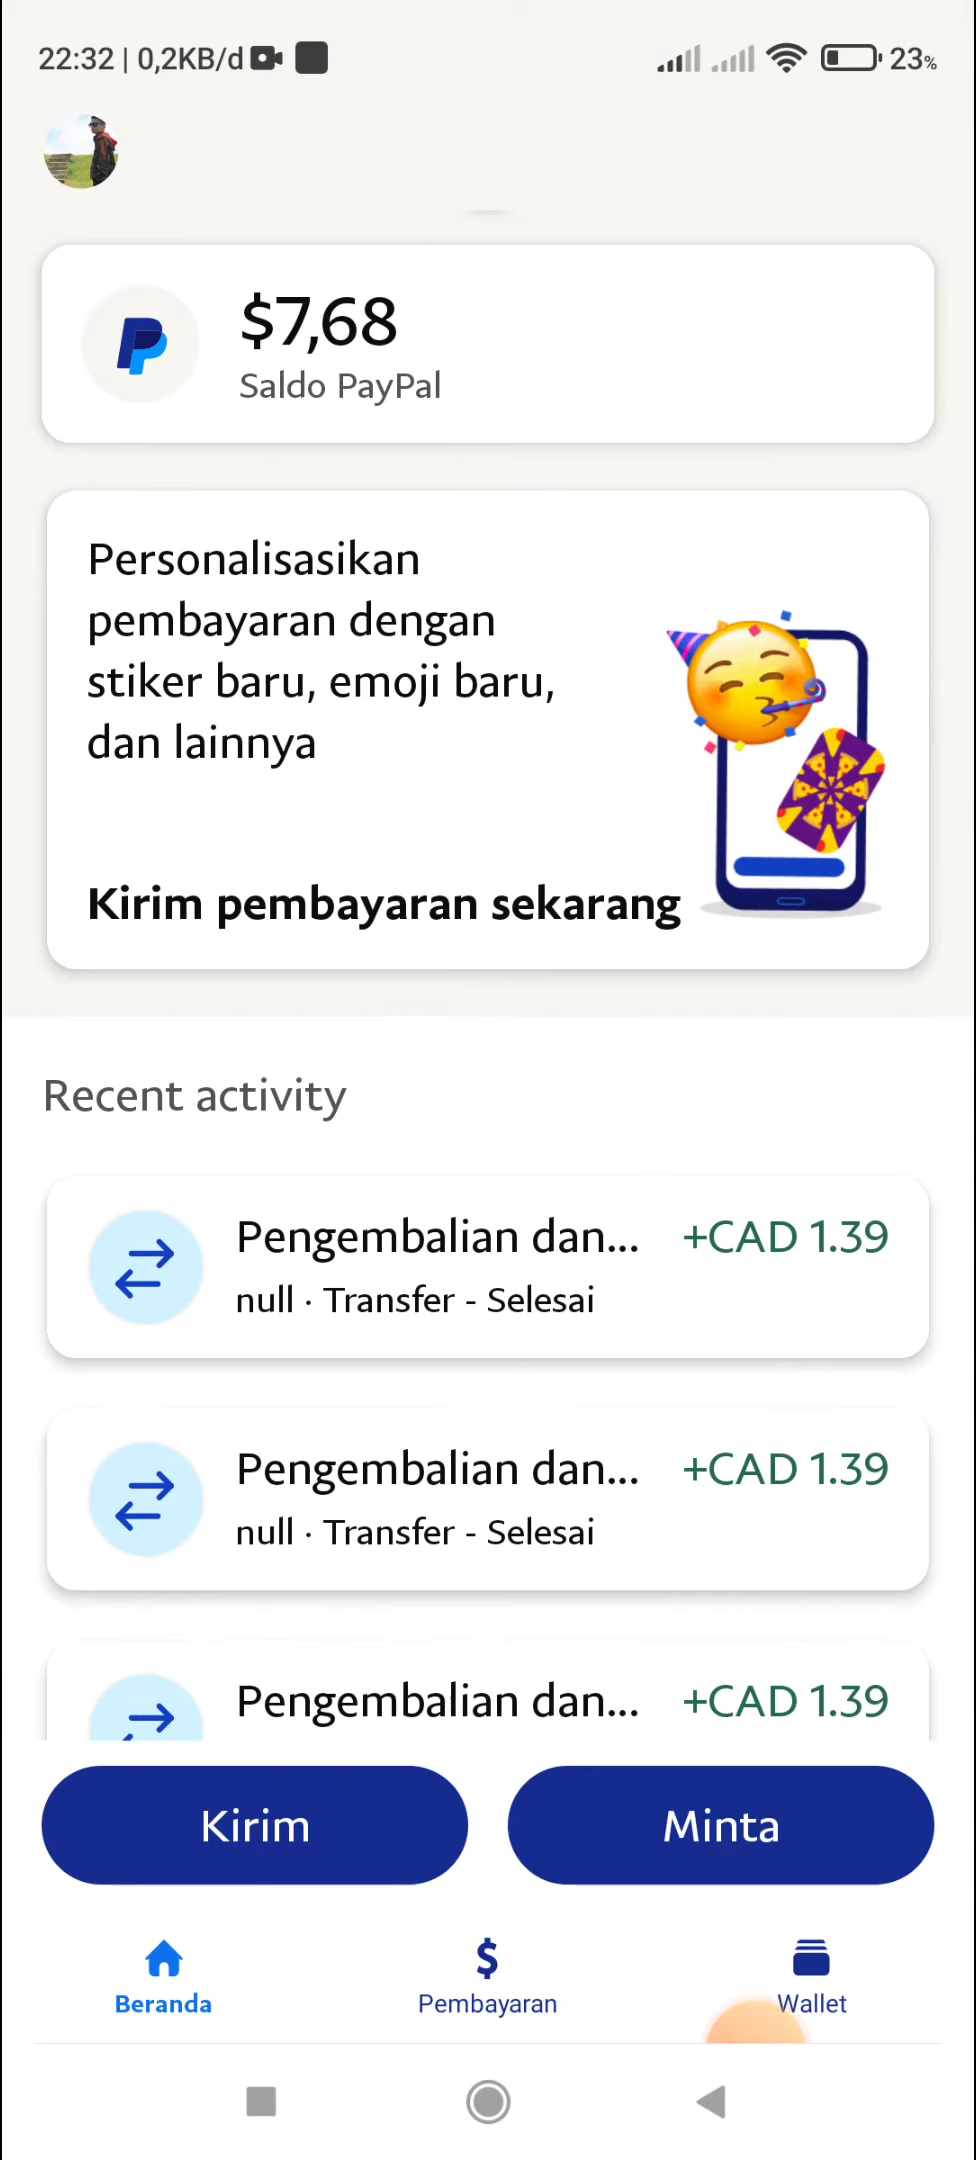 22:32 | 0,2KB/d
23%
$7,68
Saldo PayPal
Personalisasikan
pembayaran dengan
stiker baru, emoji baru,
dan lainnya
Kirim pembayaran sekarang
Recent activity
Pengembalian dan... +CAD 1.39
null · Transfer - Selesai
Pengembalian dan... +CAD 1.39
null · Transfer - Selesai
Pengembalian dan... +CAD 1.39
Kirim
Minta
Beranda
Pembayaran
Wallet